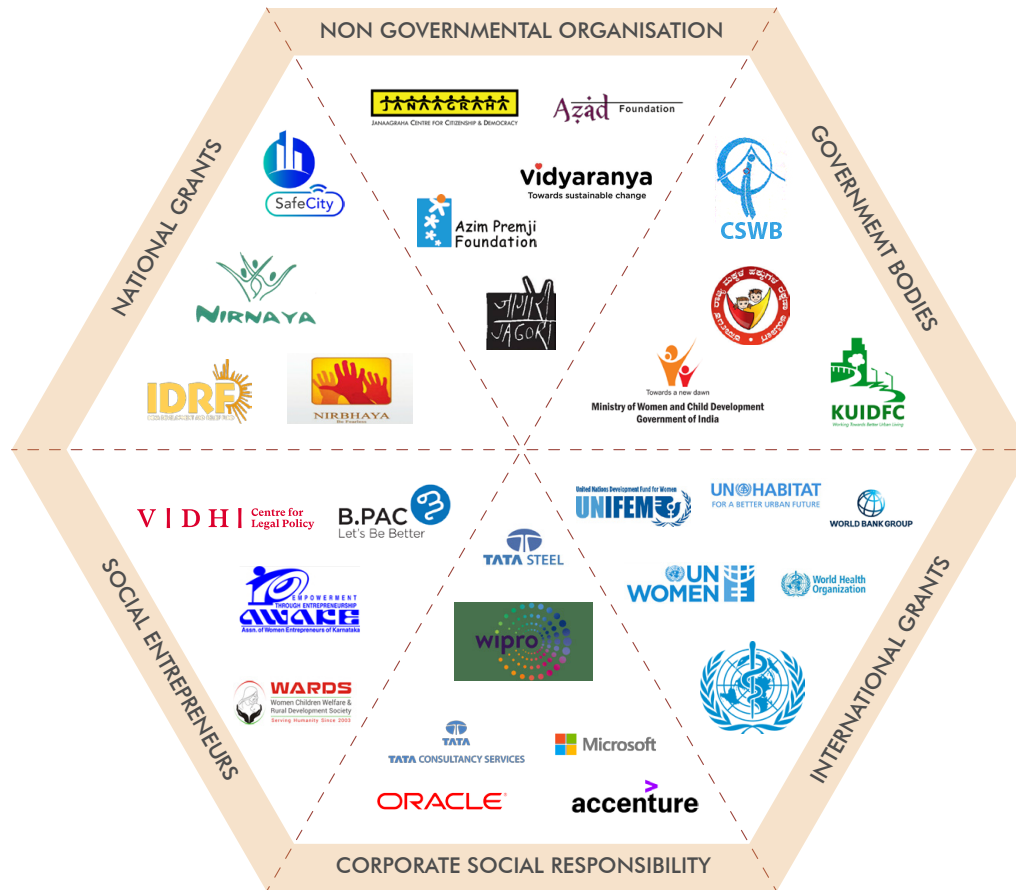 NON GOVERNMENTAL ORGANISATION
JANAAGRAHA
JANAAGRAHA CENTRE FOR CITIZENSHIP & DEMOCRACY
Azad Foundation
vidyaranya
Towards sustainable change
Azim Premji
Foundation
जागोरी
JAGORI
NATIONAL GRANTS
SafeCity
NIRNAYA
IDRF
NIRBHAYA
Be Fearless
GOVERNMEMT BODIES
CSWB
Towards a new dawn
Ministry of Women and Child Development
Government of India
KUIDFC
Working Towards Better Urban Living
SOCIAL ENTREPRENEURS
V | D H | Centre for
Legal Policy
B.PAC
Let's Be Better
EMPOWERMENT
THROUGH ENTREPRENEURSHIP
AWAKE
Assn. of Women Entrepreneurs of Karnataka
WARDS
Women Children Welfare &
Rural Development Society
Serving Humanity Since 2003
TATA STEEL
wipro
TATA
TATA CONSULTANCY SERVICES
Microsoft
ORACLE®
accenture
CORPORATE SOCIAL RESPONSIBILITY
United Nations Development Fund for Women
UNIFEM
UN HABITAT
FOR A BETTER URBAN FUTURE
WORLD BANK GROUP
UN
WOMEN
World Health
Organization
INTERNATIONAL GRANTS